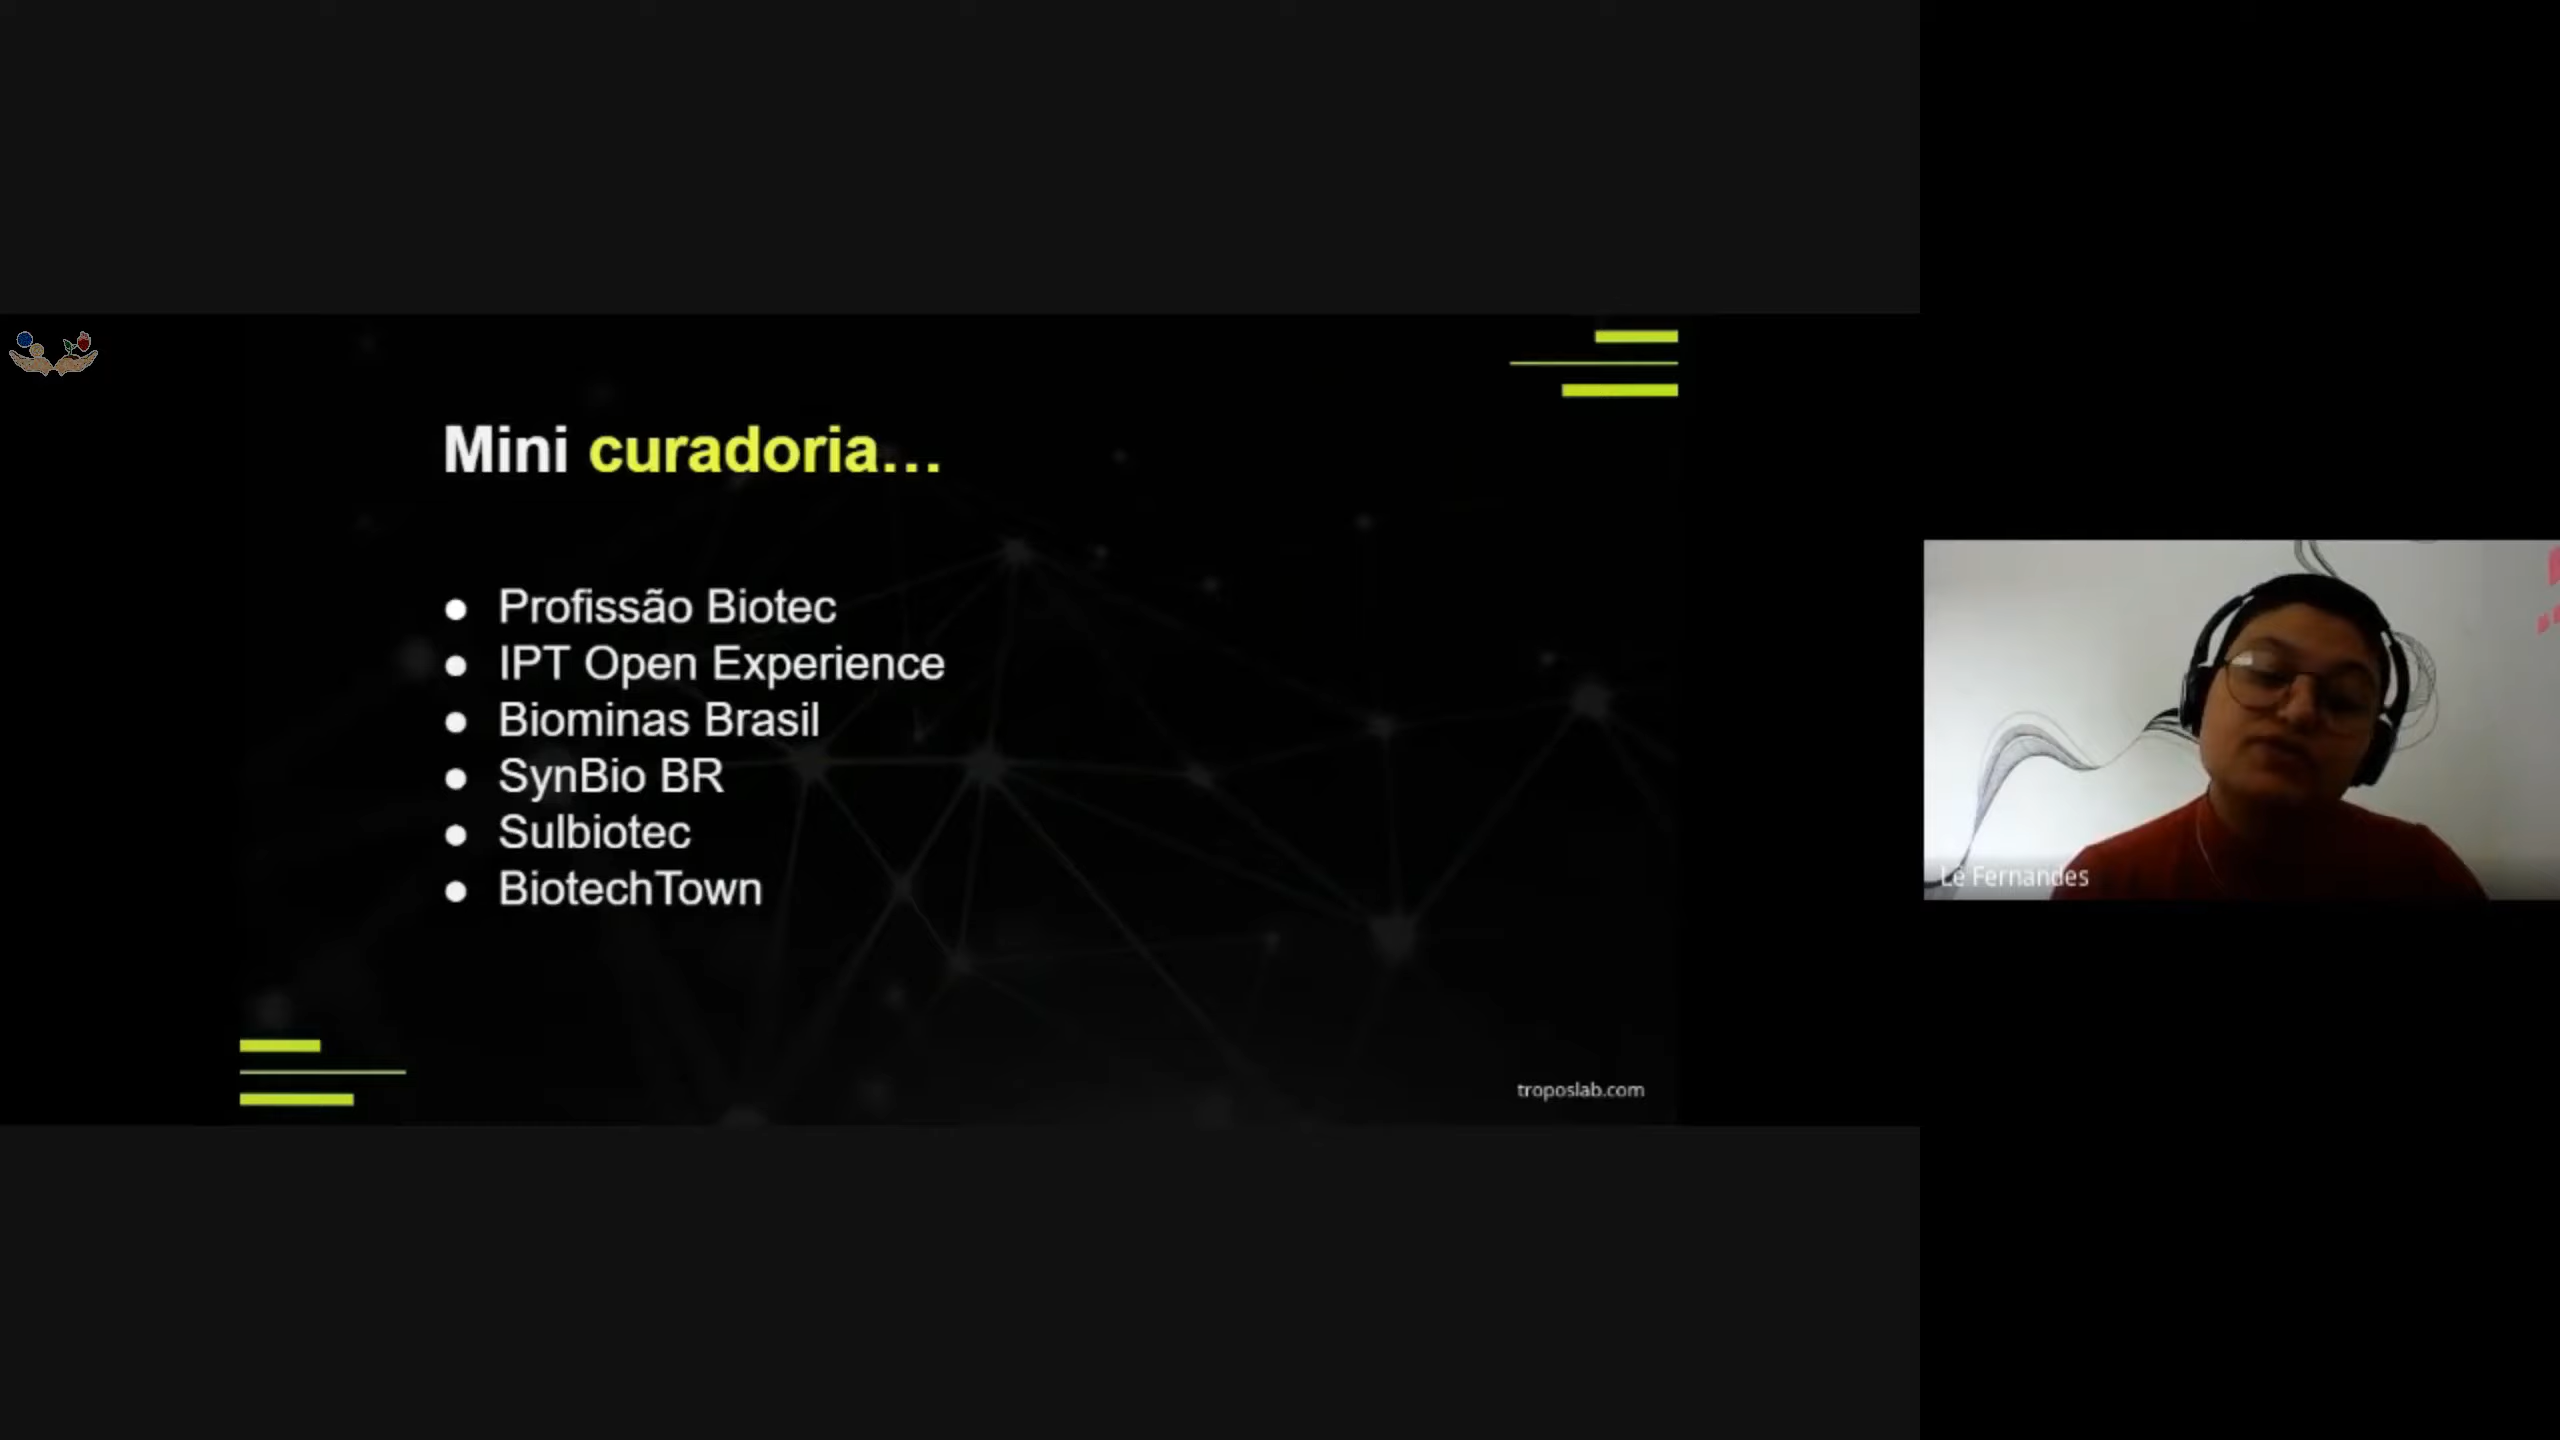 Mini curadoria...
● Profissão Biotec
● IPT Open Experience
● Biominas Brasil
● SynBio BR
● Sulbiotec
● BiotechTown
troposlab.com
Lê Fernandes